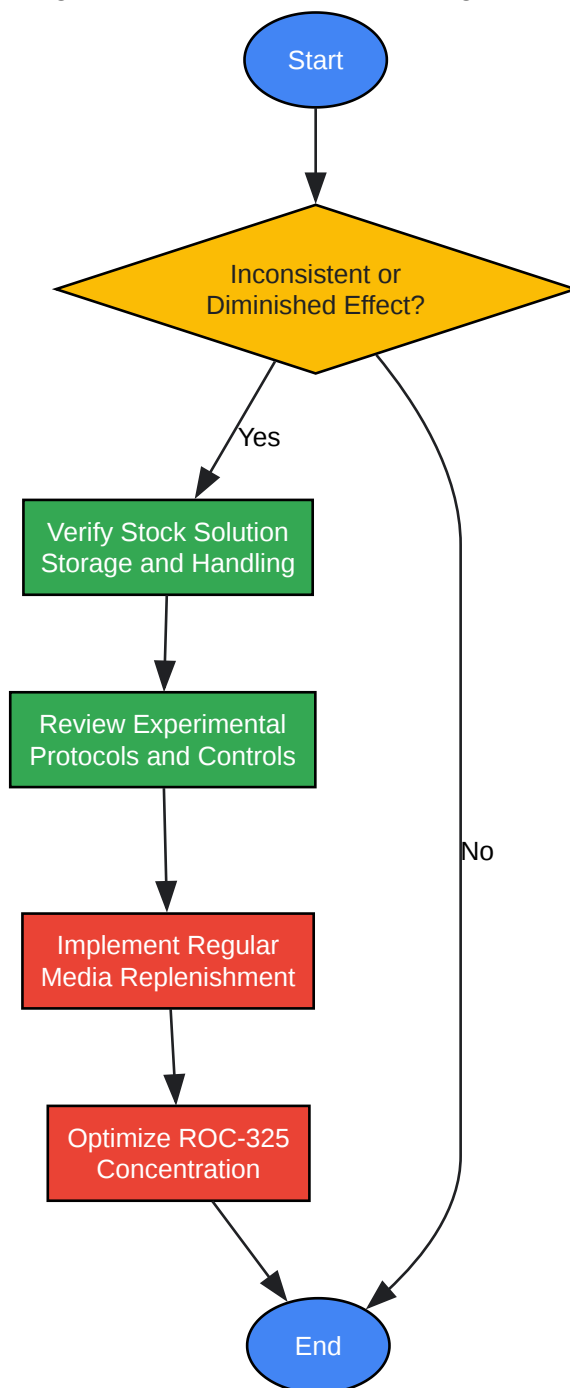 Start
Inconsistent or
Diminished Effect?
Yes
Verify Stock Solution
Storage and Handling
Review Experimental
Protocols and Controls
No
Implement Regular
Media Replenishment
Optimize ROC-325
Concentration
End